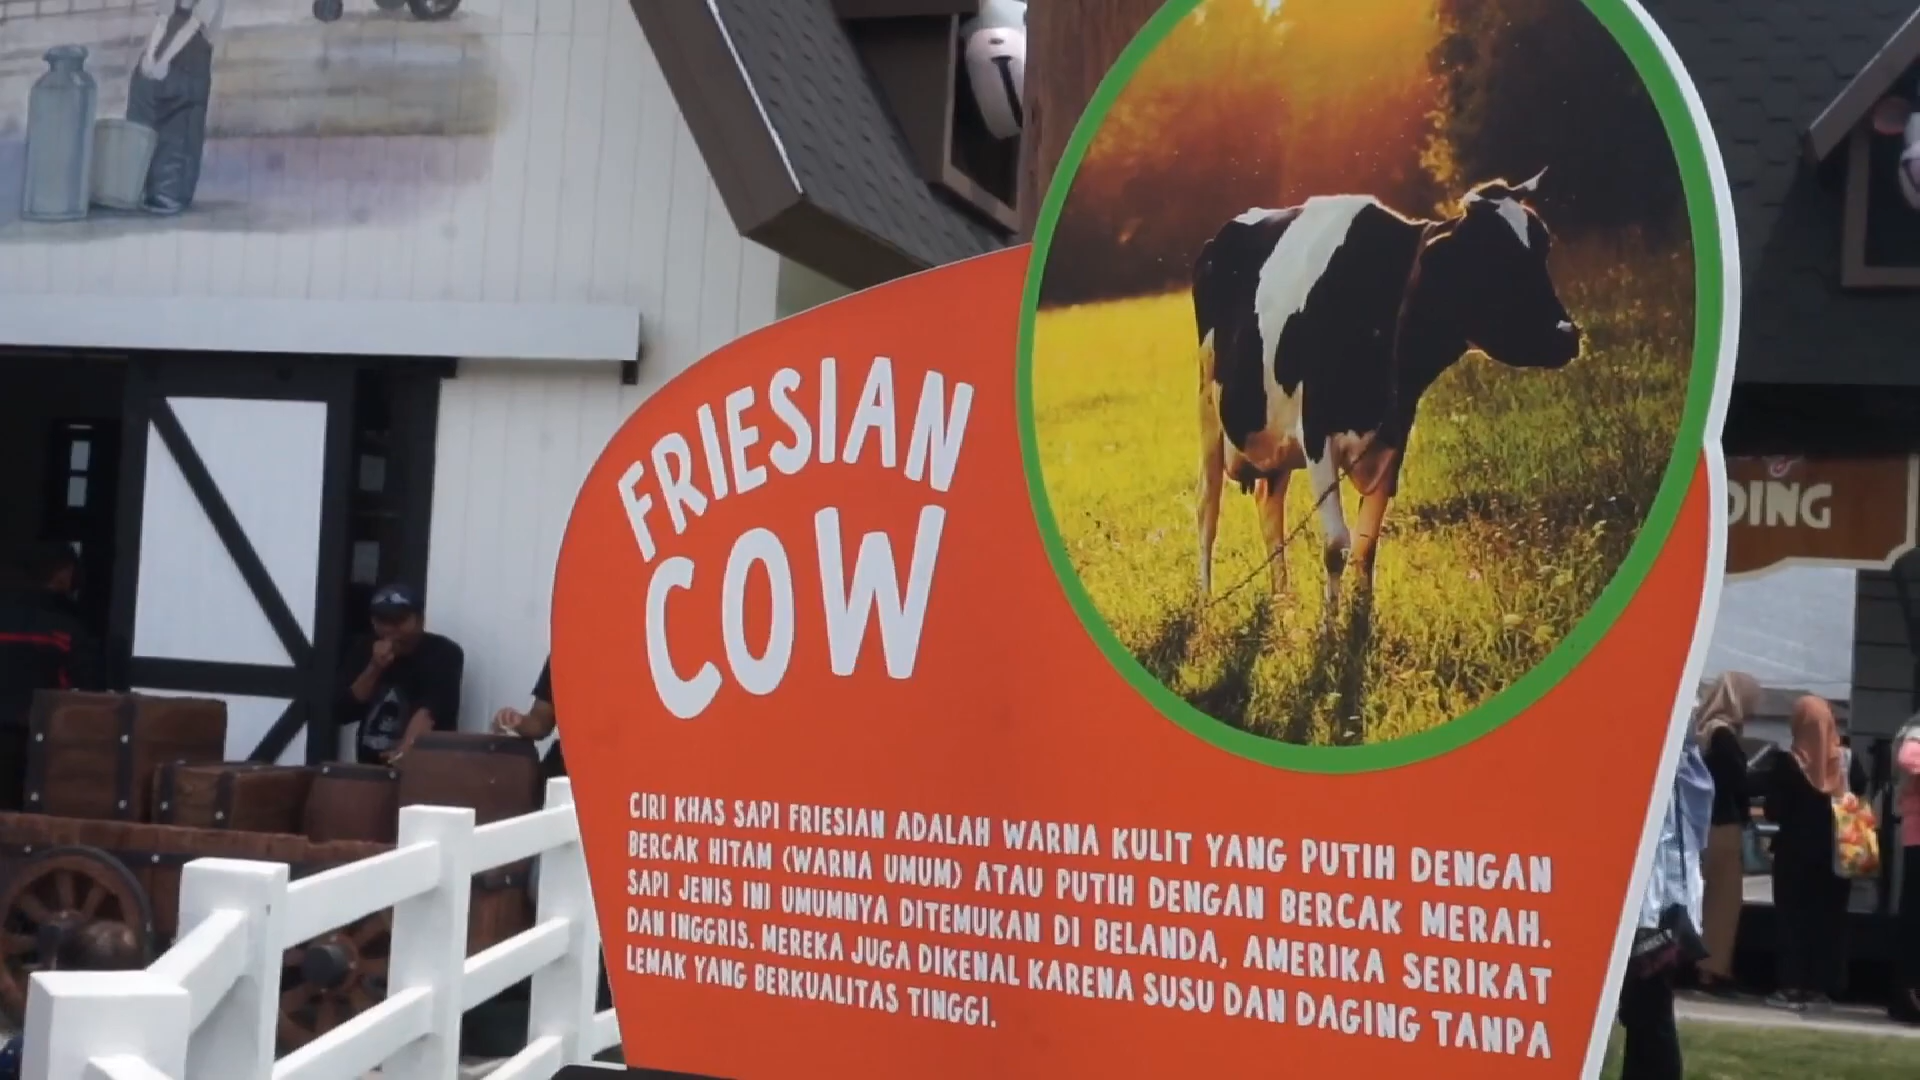 FRIESIAN
COW
CIRI KHAS SAPI FRIESIAN ADALAH WARNA KULIT YANG PUTIH DENGAN
BERCAK HITAM (WARNA UMUM) ATAU PUTIH DENGAN BERCAK MERAH.
SAPI JENIS INI UMUMNYA DITEMUKAN DI BELANDA, AMERIKA SERIKAT
DAN INGGRIS. MEREKA JUGA DIKENAL KARENA SUSU DAN DAGING TANPA
LEMAK YANG BERKUALITAS TINGGI.
DING